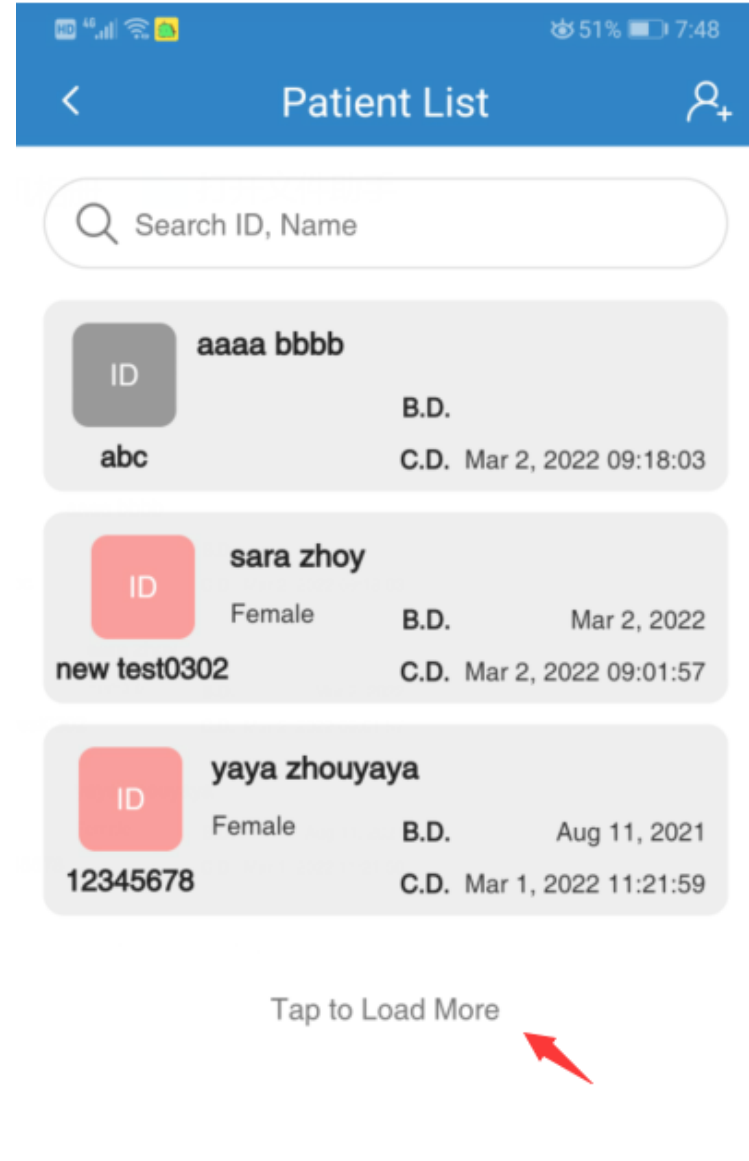 HD 4G 51% 7:48
Patient List
Search ID, Name
ID
aaaa bbbb
B.D.
abc
C.D. Mar 2, 2022 09:18:03
ID
sara zhoy
Female B.D. Mar 2, 2022
new test0302
C.D. Mar 2, 2022 09:01:57
ID
yaya zhouyaya
Female B.D. Aug 11, 2021
12345678
C.D. Mar 1, 2022 11:21:59
Tap to Load More